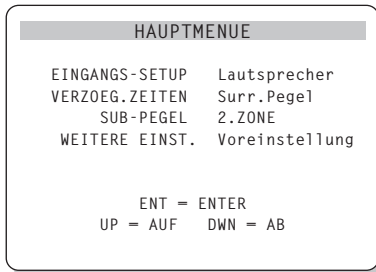 HAUPTMENUE
EINGANGS-SETUP Lautsprecher
VERZOEG.ZEITEN Surr.Pegel
SUB-PEGEL 2.ZONE
WEITERE EINST. Voreinstellung
ENT = ENTER
UP = AUF DWN = AB